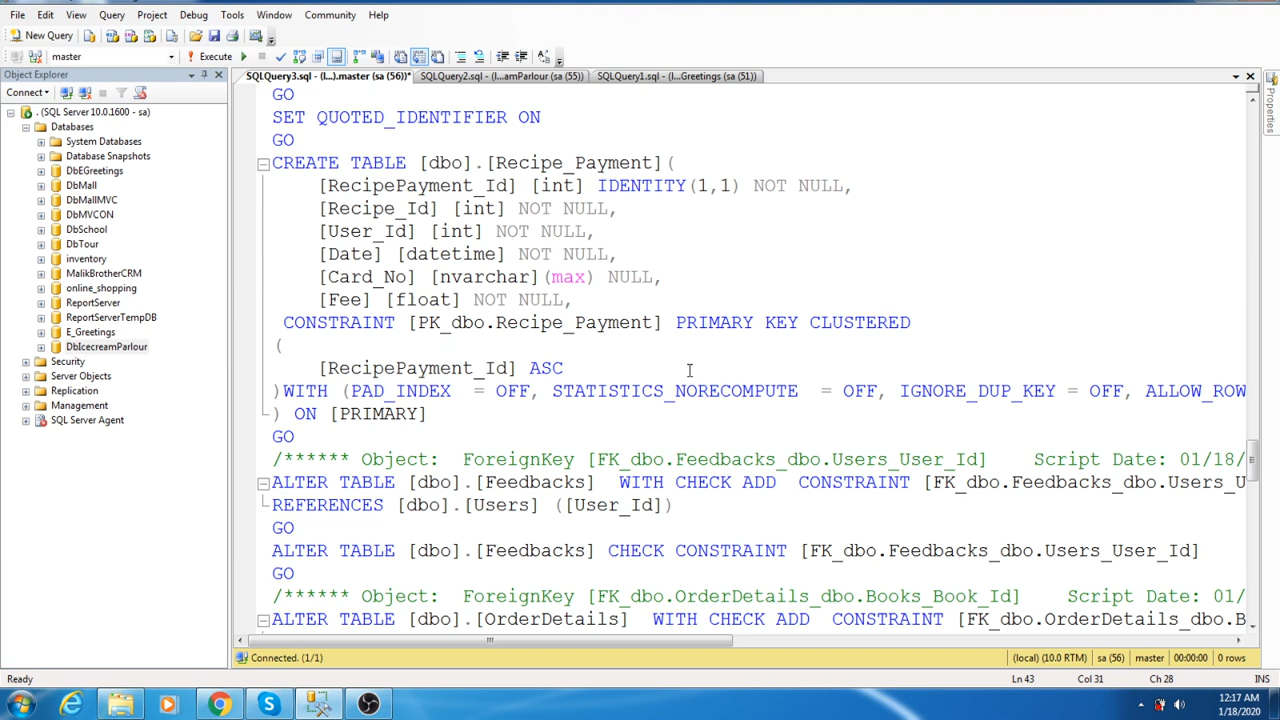 File Edit View Query Project Debug Tools Window Community Help
New Query
master Execute
Object Explorer
Connect
. (SQL Server 10.0.1600 - sa)
Databases
System Databases
Database Snapshots
DbEGreetings
DbMall
DbMallMVC
DbMVCON
DbSchool
DbTour
inventory
MalikBrotherCRM
online_shopping
ReportServer
ReportServerTempDB
E_Greetings
DbIcecreamParlour
Security
Server Objects
Replication
Management
SQL Server Agent
SQLQuery3.sql - (l...).master (sa (56))* SQLQuery2.sql - (l...amParlour (sa (55)) SQLQuery1.sql - (l...Greetings (sa (51))
GO
SET QUOTED_IDENTIFIER ON
GO
CREATE TABLE [dbo].[Recipe_Payment](
[RecipePayment_Id] [int] IDENTITY(1,1) NOT NULL,
[Recipe_Id] [int] NOT NULL,
[User_Id] [int] NOT NULL,
[Date] [datetime] NOT NULL,
[Card_No] [nvarchar](max) NULL,
[Fee] [float] NOT NULL,
CONSTRAINT [PK_dbo.Recipe_Payment] PRIMARY KEY CLUSTERED
(
[RecipePayment_Id] ASC
)WITH (PAD_INDEX = OFF, STATISTICS_NORECOMPUTE = OFF, IGNORE_DUP_KEY = OFF, ALLOW_ROW
) ON [PRIMARY]
GO
/****** Object: ForeignKey [FK_dbo.Feedbacks_dbo.Users_User_Id] Script Date: 01/18/
ALTER TABLE [dbo].[Feedbacks] WITH CHECK ADD CONSTRAINT [FK_dbo.Feedbacks_dbo.Users_U
REFERENCES [dbo].[Users] ([User_Id])
GO
ALTER TABLE [dbo].[Feedbacks] CHECK CONSTRAINT [FK_dbo.Feedbacks_dbo.Users_User_Id]
GO
/****** Object: ForeignKey [FK_dbo.OrderDetails_dbo.Books_Book_Id] Script Date: 01/
ALTER TABLE [dbo].[OrderDetails] WITH CHECK ADD CONSTRAINT [FK_dbo.OrderDetails_dbo.B
Properties
Connected. (1/1) (local) (10.0 RTM) sa (56) master 00:00:00 0 rows
Ready Ln 43 Col 31 Ch 28 INS
12:17 AM
1/18/2020